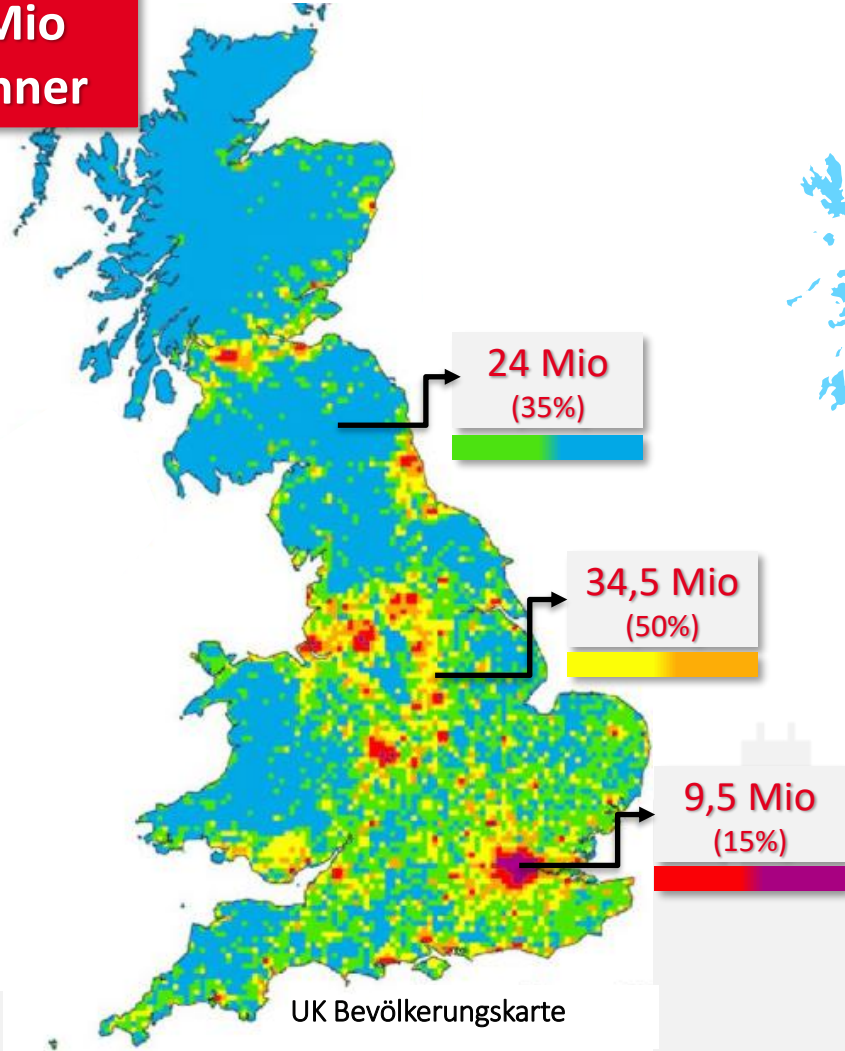 Mio
nner
24 Mio
(35%)
34,5 Mio
(50%)
9,5 Mio
(15%)
UK Bevölkerungskarte